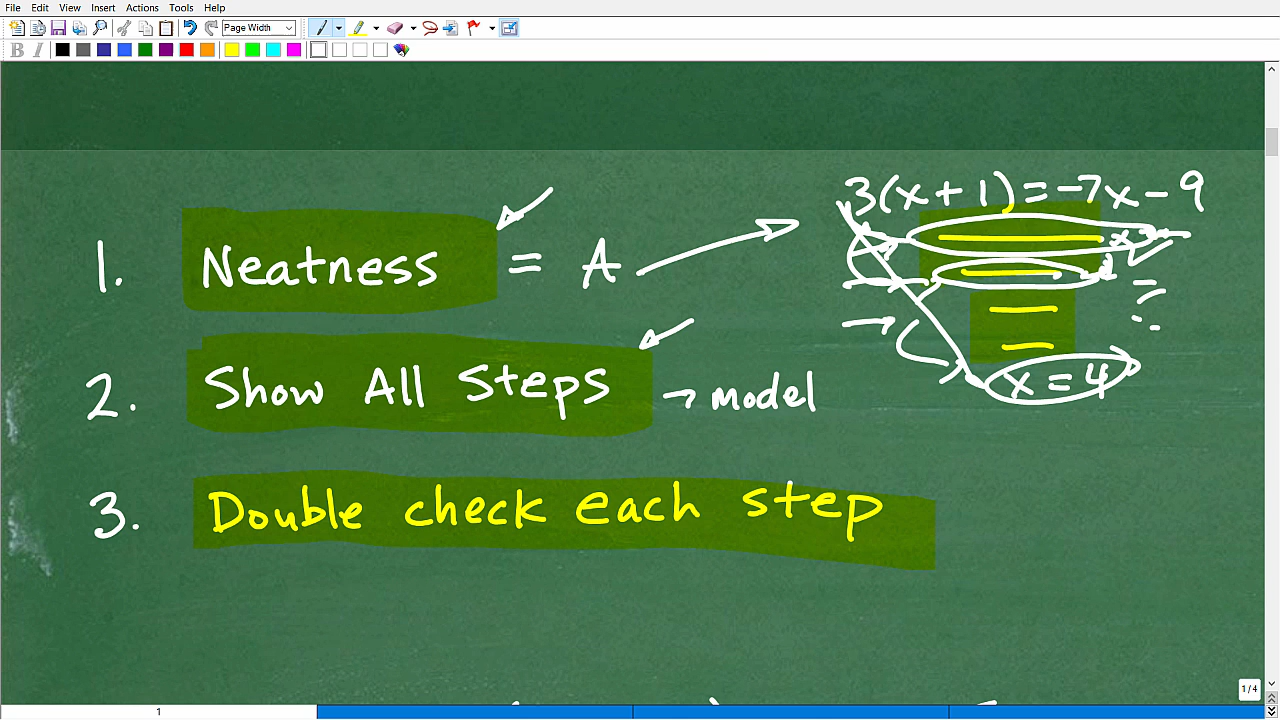 File Edit View Insert Actions Tools Help
Page Width
B I
3(x + 1) = -7x - 9
1. Neatness = A
x = 4
2. Show All Steps → model
3. Double check each step
1/4
1